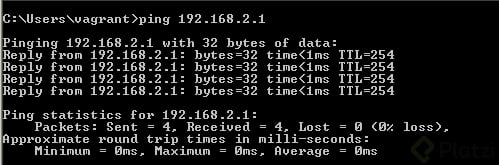 C:\Users\vagrant>ping 192.168.2.1
Pinging 192.168.2.1 with 32 bytes of data:
Reply from 192.168.2.1: bytes=32 time<1ms TTL=254
Reply from 192.168.2.1: bytes=32 time<1ms TTL=254
Reply from 192.168.2.1: bytes=32 time<1ms TTL=254
Reply from 192.168.2.1: bytes=32 time<1ms TTL=254
Ping statistics for 192.168.2.1:
Packets: Sent = 4, Received = 4, Lost = 0 (0% loss),
Approximate round trip times in milli-seconds:
Minimum = 0ms, Maximum = 0ms, Average = 0ms
Platzi